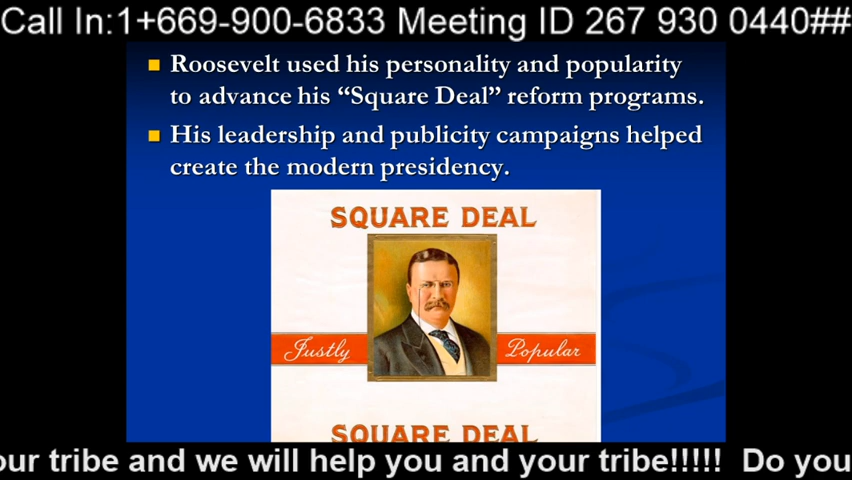 Call In:1+669-900-6833 Meeting ID 267 930 0440##
Roosevelt used his personality and popularity
to advance his “Square Deal” reform programs.
His leadership and publicity campaigns helped
create the modern presidency.
SQUARE DEAL
Justly Popular
SQUARE DEAL
our tribe and we will help you and your tribe!!!!! Do you